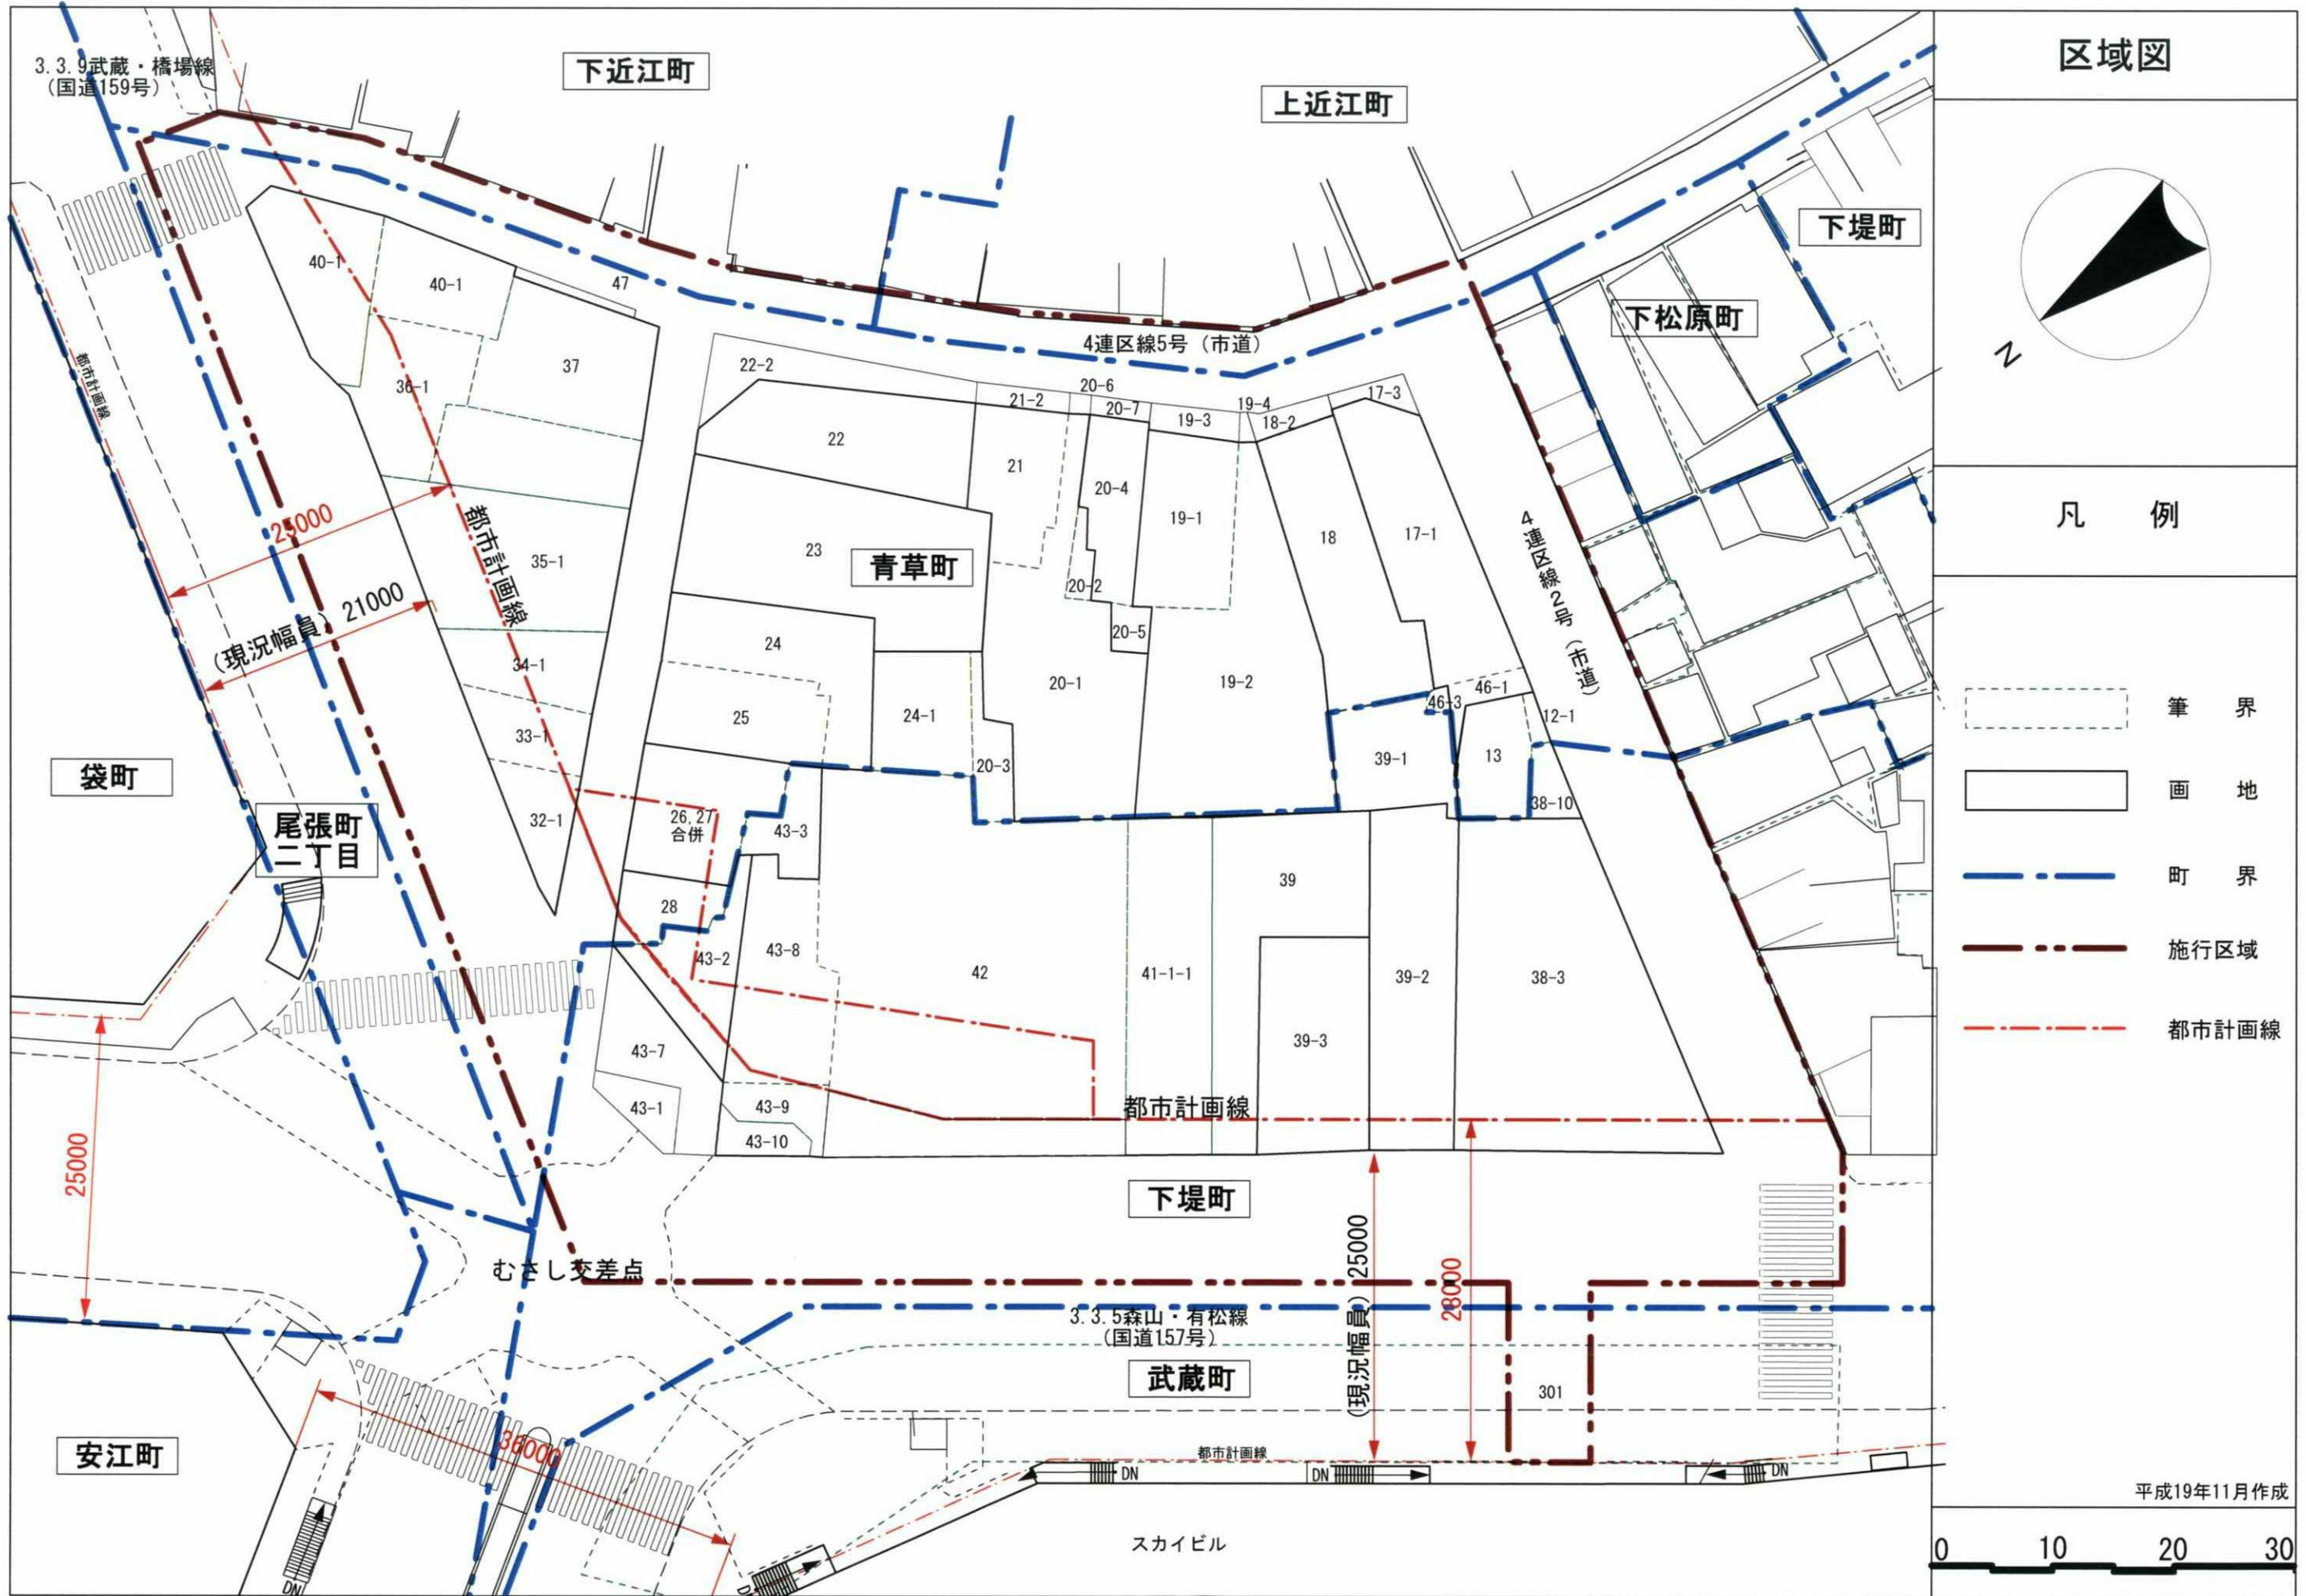 3.3.9武蔵・橋場線
(国道159号)
下近江町
上近江町
下堤町
下松原町
都市計画線
4連区線5号(市道)
4連区線2号(市道)
40-1
40-1
47
37
36-1
35-1
34-1
33-1
32-1
都市計画線
25000
(現況幅員) 21000
22-2
22
21-2
20-6
20-7
19-3
19-4
18-2
17-3
21
20-4
19-1
18
17-1
23
青草町
20-2
20-5
24
20-1
19-2
46-1
46-3
12-1
25
24-1
20-3
39-1
13
38-10
26,27
合併
43-3
28
43-2
43-8
42
41-1-1
39
39-2
38-3
39-3
43-7
43-1
43-9
43-10
都市計画線
袋町
尾張町
二丁目
25000
下堤町
むさし交差点
3.3.5森山・有松線
(国道157号)
(現況幅員) 25000
28000
武蔵町
301
安江町
36000
都市計画線
DN
DN
DN
DN
スカイビル
区域図
N
凡 例
筆 界
画 地
町 界
施行区域
都市計画線
平成19年11月作成
0 10 20 30